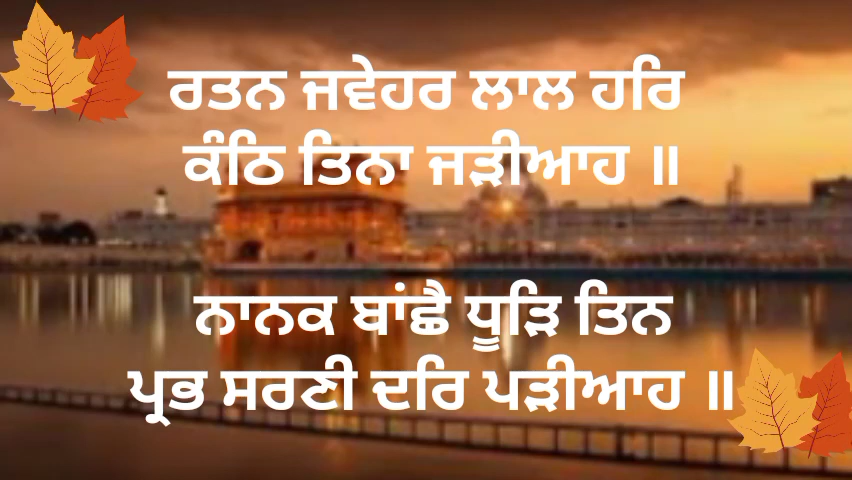 ਰਤਨ ਜਵੇਹਰ ਲਾਲ ਹਰਿ
ਕੰਠਿ ਤਿਨਾ ਜੜੀਆਹ ॥
ਨਾਨਕ ਬਾਂਛੈ ਧੂੜਿ ਤਿਨ
ਪ੍ਰਭ ਸਰਣੀ ਦਰਿ ਪੜੀਆਹ ॥